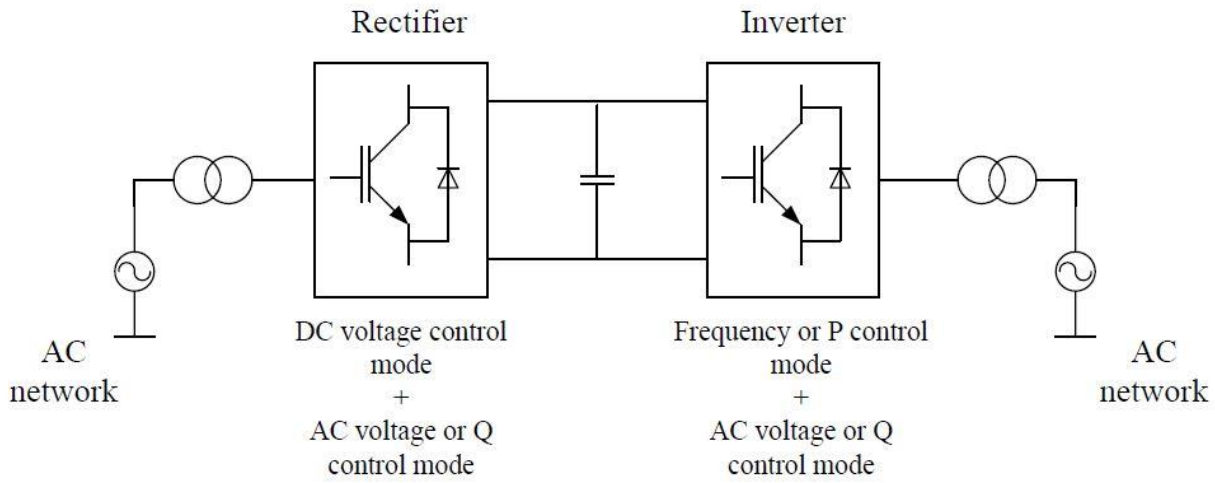 Rectifier
Inverter
DC voltage control
mode
+
AC voltage or Q
control mode
Frequency or P control
mode
+
AC voltage or Q
control mode
AC
network
AC
network